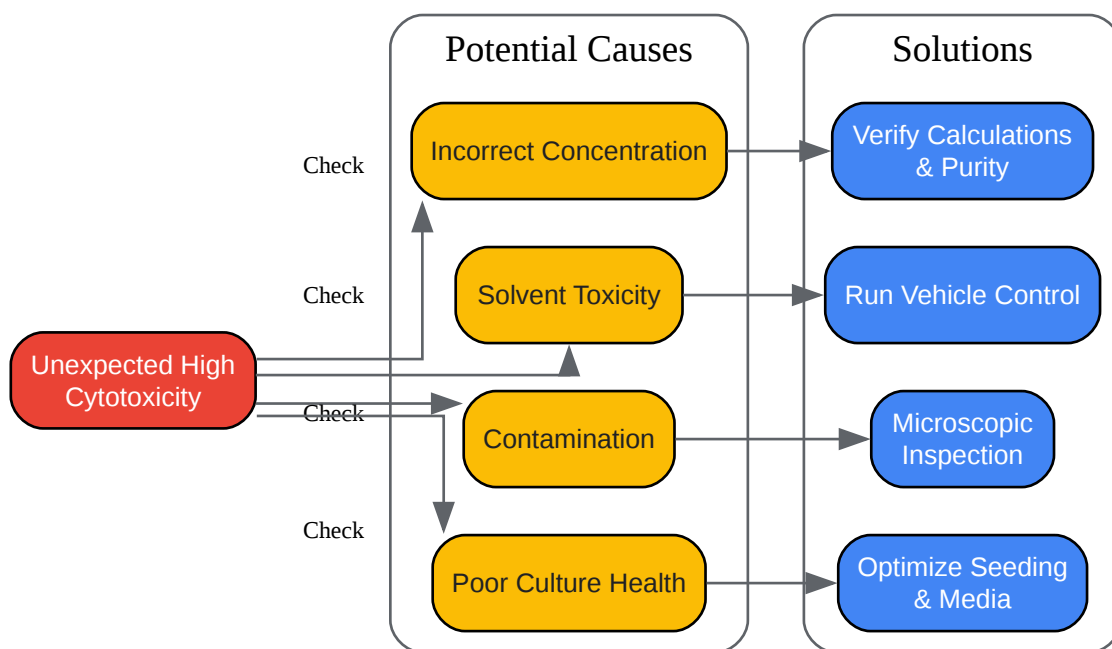 Potential Causes
Solutions
Check
Incorrect Concentration
Verify Calculations
& Purity
Check
Solvent Toxicity
Run Vehicle Control
Unexpected High
Cytotoxicity
Check
Contamination
Microscopic
Inspection
Check
Poor Culture Health
Optimize Seeding
& Media